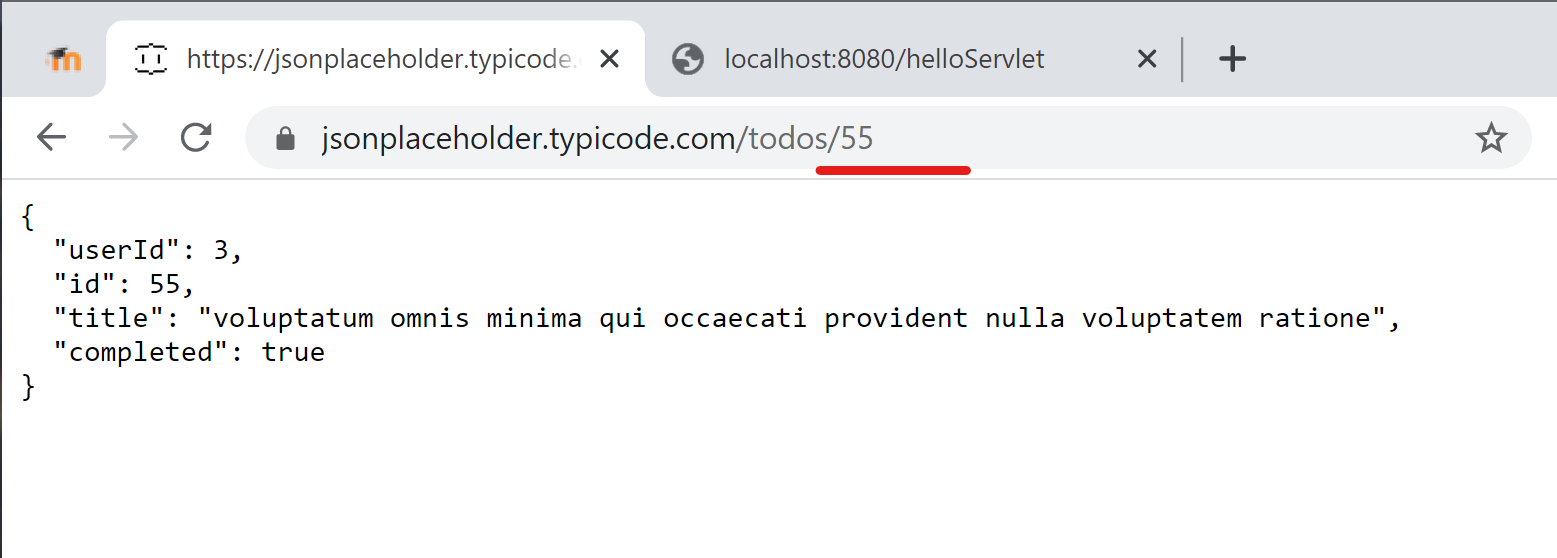 https://jsonplaceholder.typicode.
localhost:8080/helloServlet
jsonplaceholder.typicode.com/todos/55
{
  "userId": 3,
  "id": 55,
  "title": "voluptatum omnis minima qui occaecati provident nulla voluptatem ratione",
  "completed": true
}